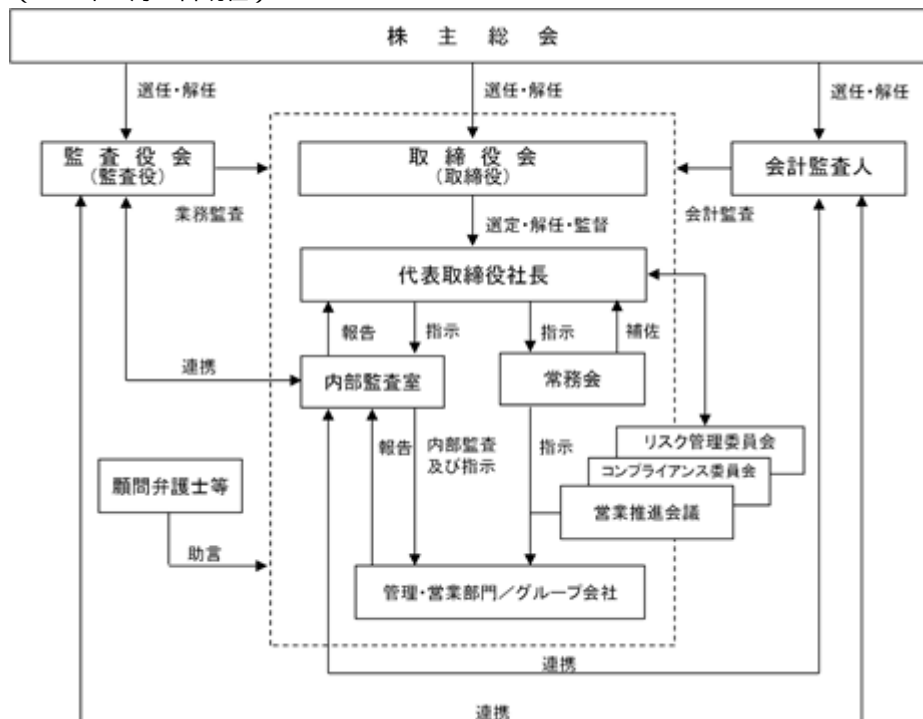 株主総会
選任・解任
選任・解任
選任・解任
監査役会
(監査役)
取締役会
(取締役)
会計監査人
業務監査
会計監査
選定・解任・監督
代表取締役社長
報告
指示
指示
補佐
連携
内部監査室
常務会
報告
内部監査
及び指示
指示
リスク管理委員会
コンプライアンス委員会
営業推進会議
顧問弁護士等
助言
管理・営業部門/グループ会社
連携
連携